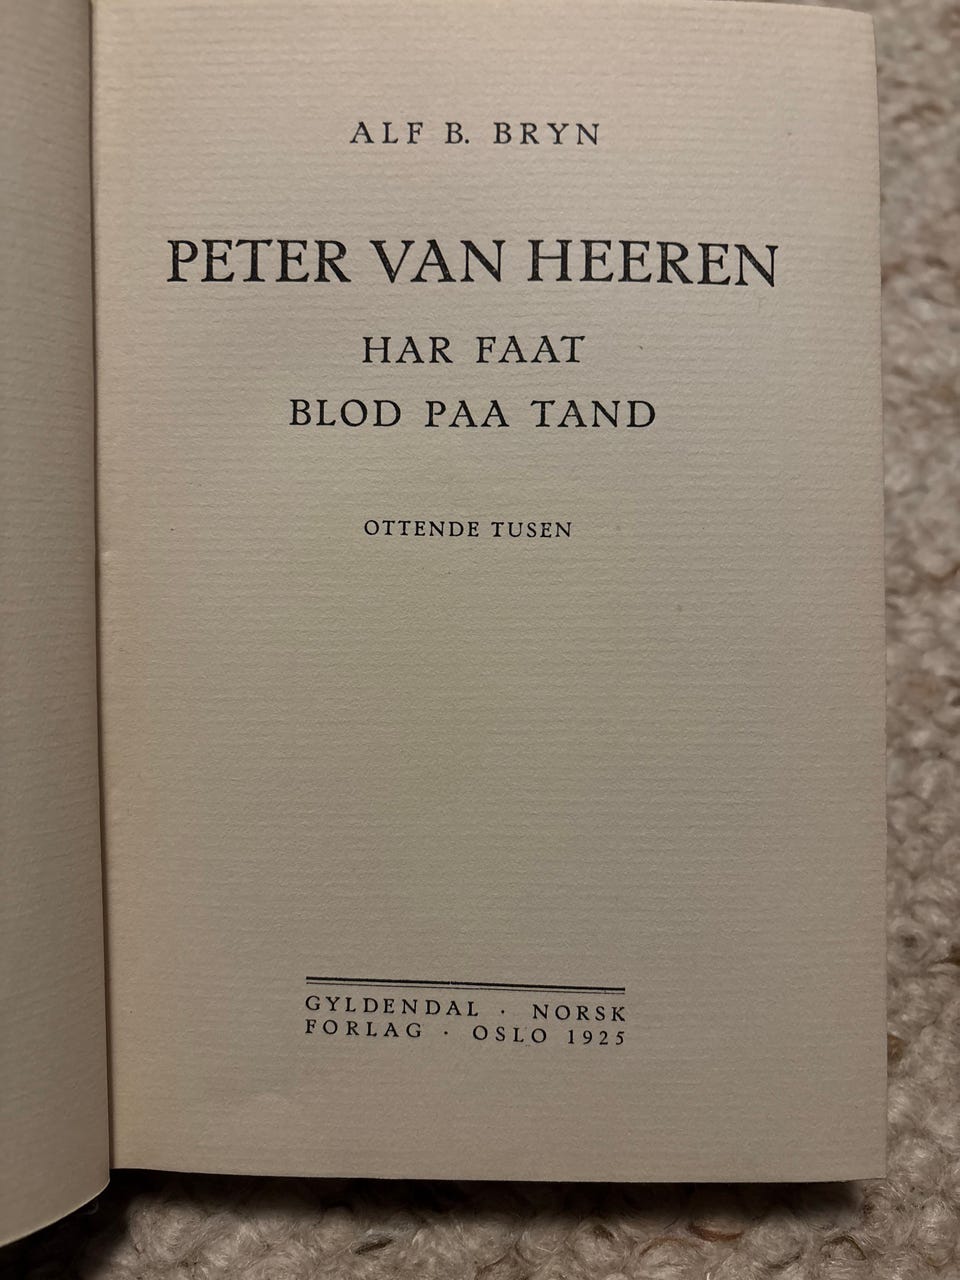 ALF B. BRYN
PETER VAN HEEREN
HAR FAAT
BLOD PAA TAND
OTTENDE TUSEN
GYLDENDAL · NORSK
FORLAG · OSLO 1925